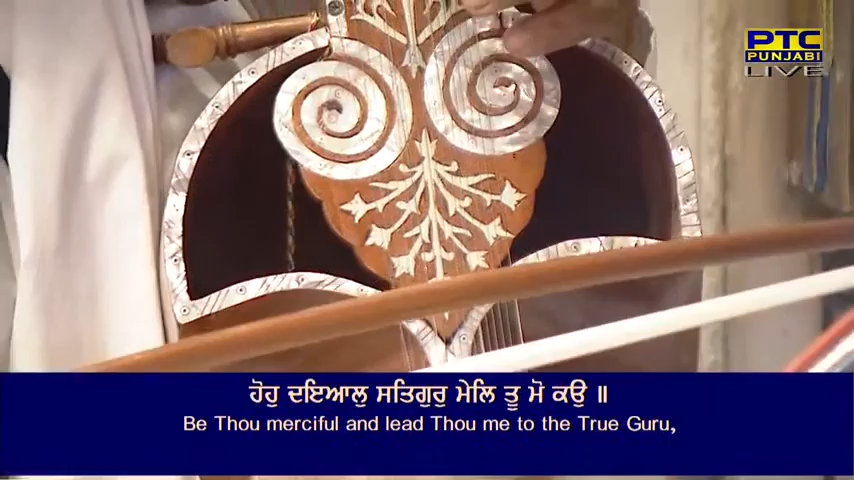 PTC
PUNJABI
LIVE
ਹੋਹੁ ਦਇਆਲੁ ਸਤਿਗੁਰੁ ਮੇਲਿ ਤੂ ਮੋ ਕਉ ॥
Be Thou merciful and lead Thou me to the True Guru,